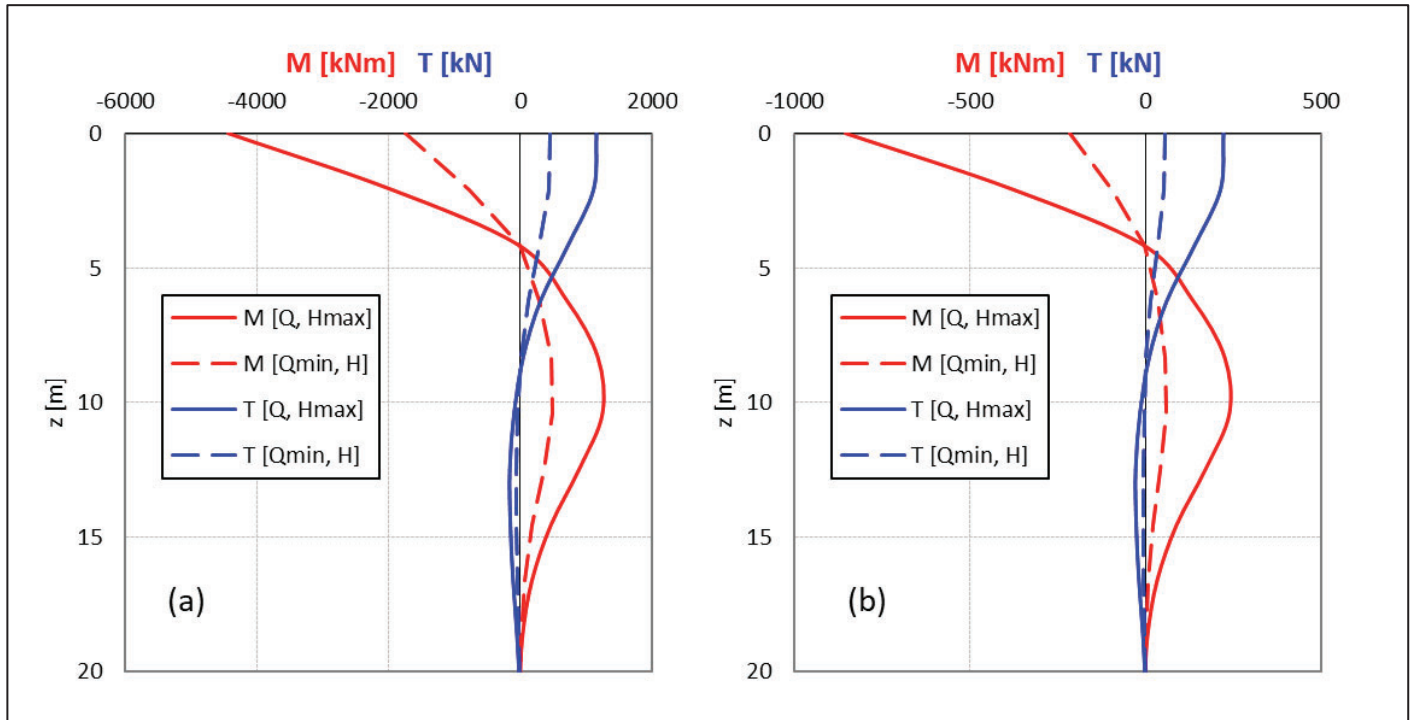 M [kNm] T [kN]
-6000 -4000 -2000 0 2000
0
5
10
15
20
z [m]
M [Q, Hmax]
M [Qmin, H]
T [Q, Hmax]
T [Qmin, H]
(a)
M [kNm] T [kN]
-1000 -500 0 500
0
5
10
15
20
z [m]
M [Q, Hmax]
M [Qmin, H]
T [Q, Hmax]
T [Qmin, H]
(b)